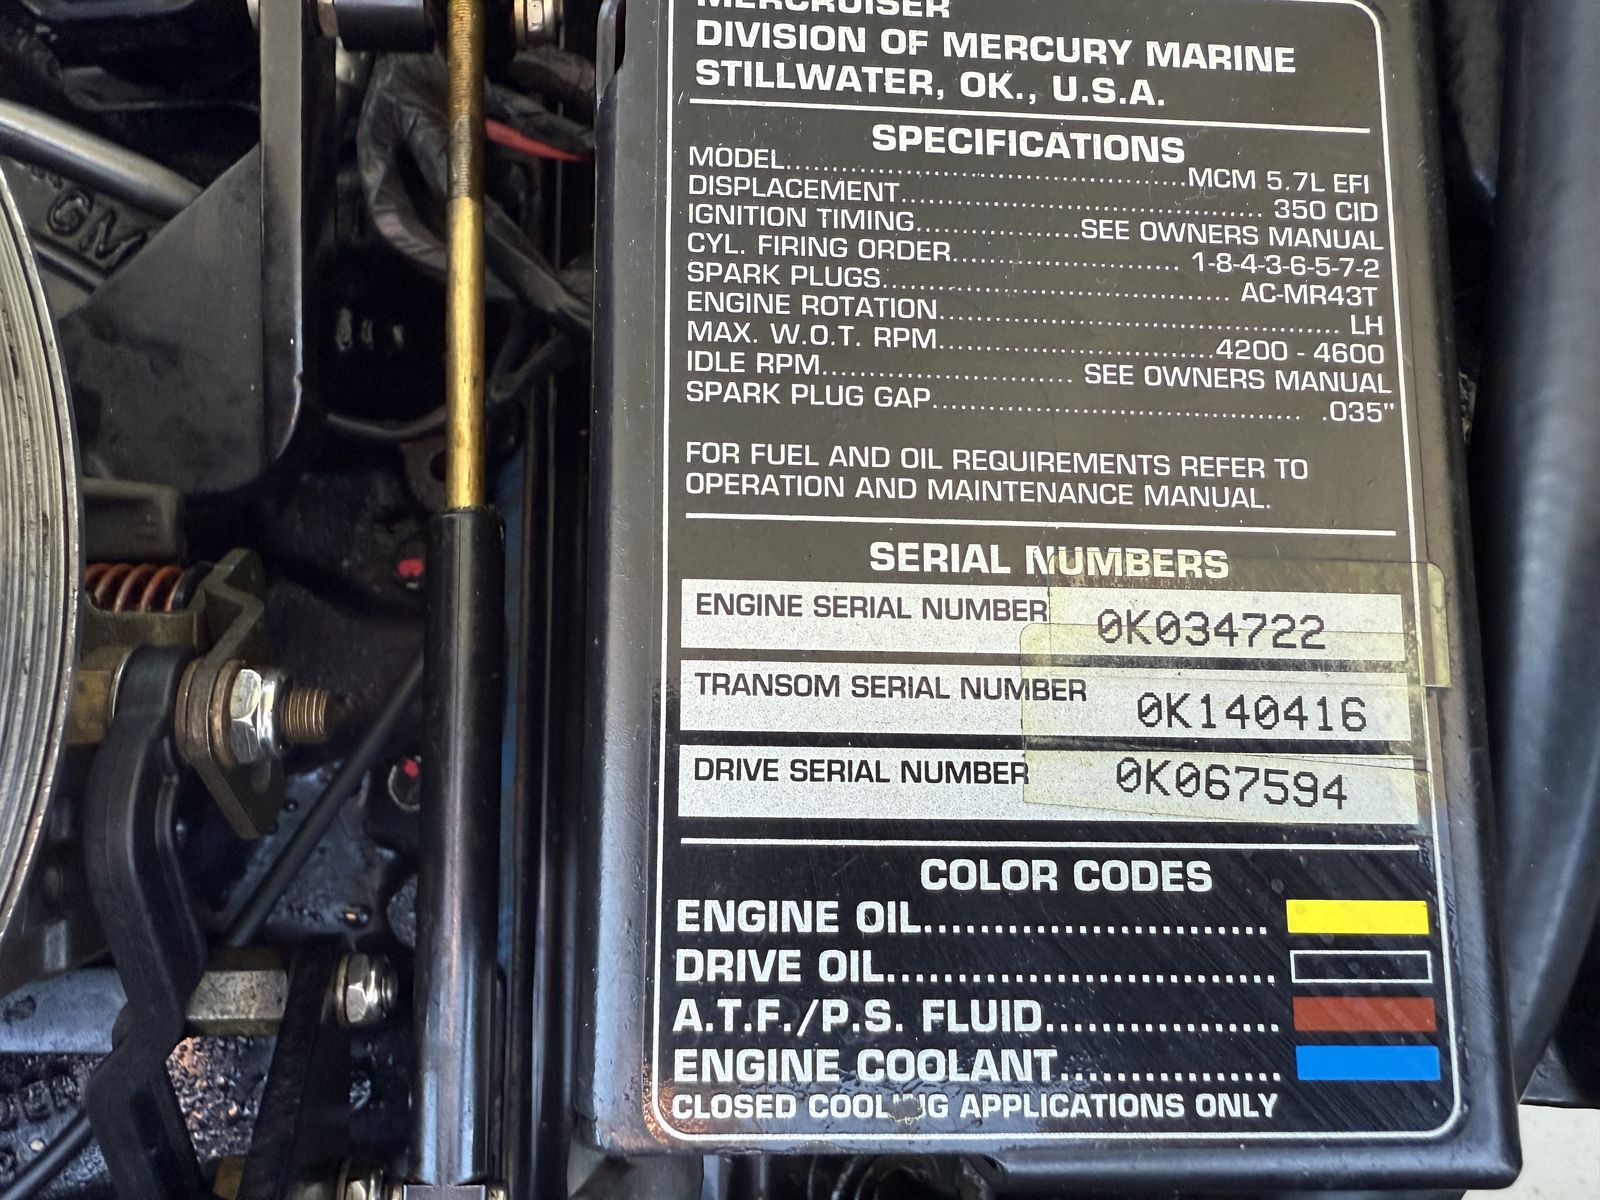 MERCRUISER
DIVISION OF MERCURY MARINE
STILLWATER, OK., U.S.A.
SPECIFICATIONS
MODEL........................................MCM 5.7L EFI
DISPLACEMENT........................................ 350 CID
IGNITION TIMING..................SEE OWNERS MANUAL
CYL. FIRING ORDER......................... 1-8-4-3-6-5-7-2
SPARK PLUGS...................................... AC-MR43T
ENGINE ROTATION............................................ LH
MAX. W.O.T. RPM..............................4200 - 4600
IDLE RPM............................ SEE OWNERS MANUAL
SPARK PLUG GAP......................................... .035"
FOR FUEL AND OIL REQUIREMENTS REFER TO
OPERATION AND MAINTENANCE MANUAL.
SERIAL NUMBERS
ENGINE SERIAL NUMBER 0K034722
TRANSOM SERIAL NUMBER 0K140416
DRIVE SERIAL NUMBER 0K067594
COLOR CODES
ENGINE OIL.............................
DRIVE OIL................................
A.T.F./P.S. FLUID...................
ENGINE COOLANT..................
CLOSED COOLING APPLICATIONS ONLY
GM